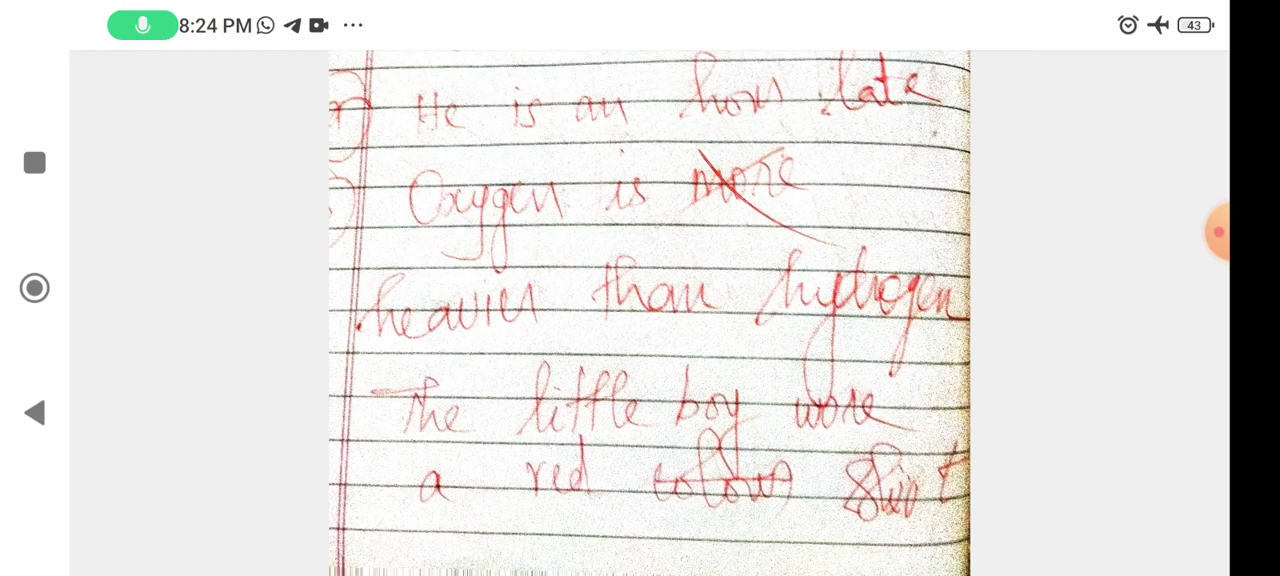 8:24 PM
43
He is an hour late
Oxygen is more
heavier than hydrogen
The little boy wore
a red colour shirt